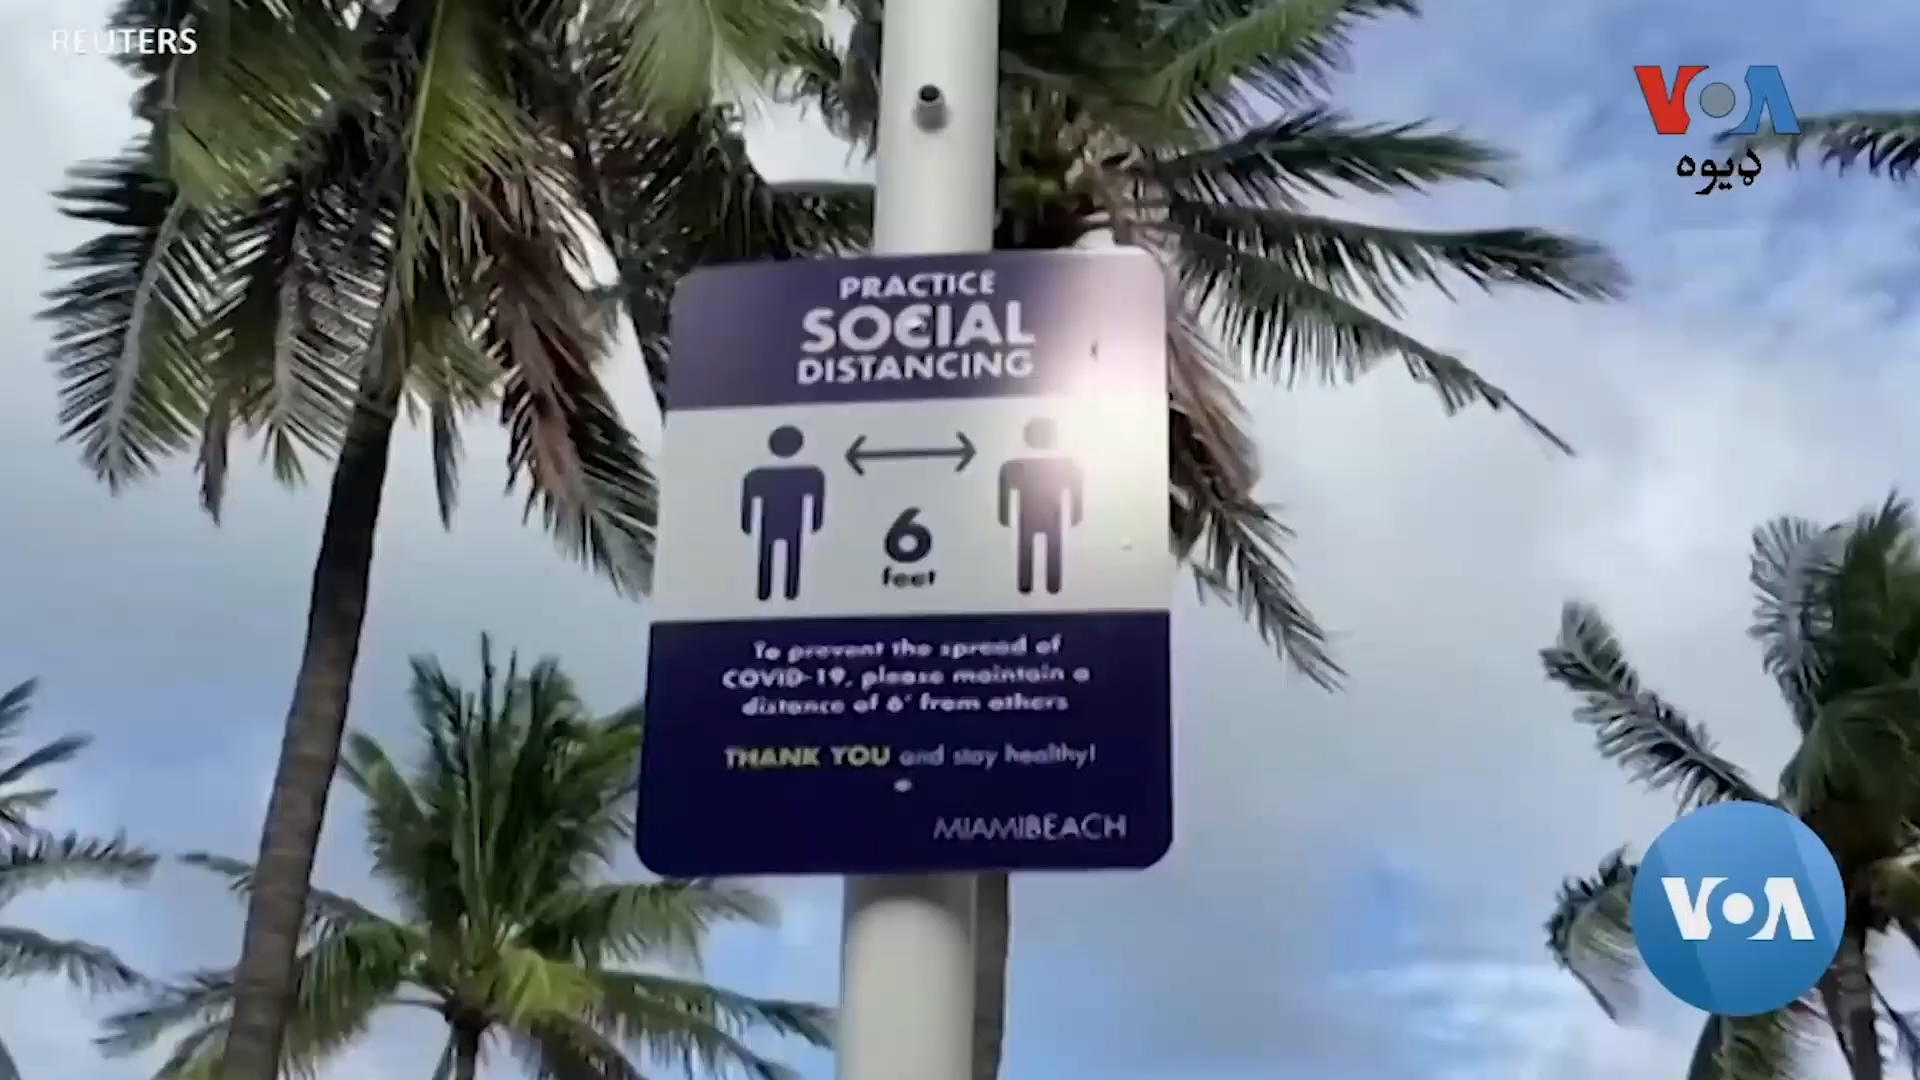 REUTERS
VOA
ډیوه
PRACTICE
SOCIAL
DISTANCING
6
feet
To prevent the spread of
COVID-19, please maintain a
distance of 6' from others
THANK YOU and stay healthy!
MIAMIBEACH
VOA